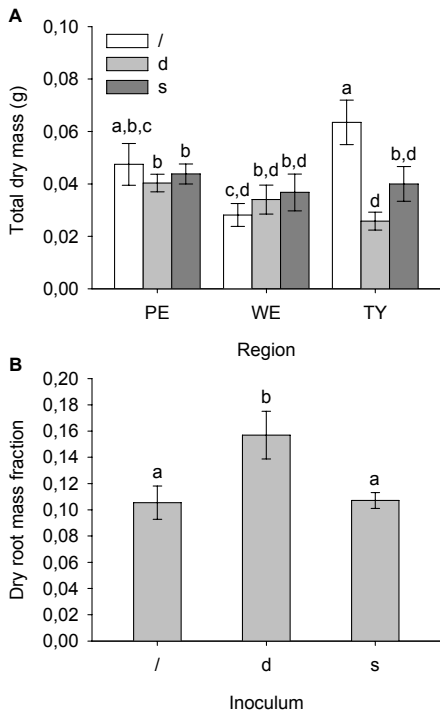 A
0,10
0,08
0,06
0,04
0,02
0,00
Total dry mass (g)
/
d
s
a,b,c
b
b
c,d
b,d
b,d
a
d
b,d
PE WE TY
Region
B
0,20
0,18
0,16
0,14
0,12
0,10
0,08
0,06
0,04
0,02
0,00
Dry root mass fraction
a
b
a
/ d s
Inoculum